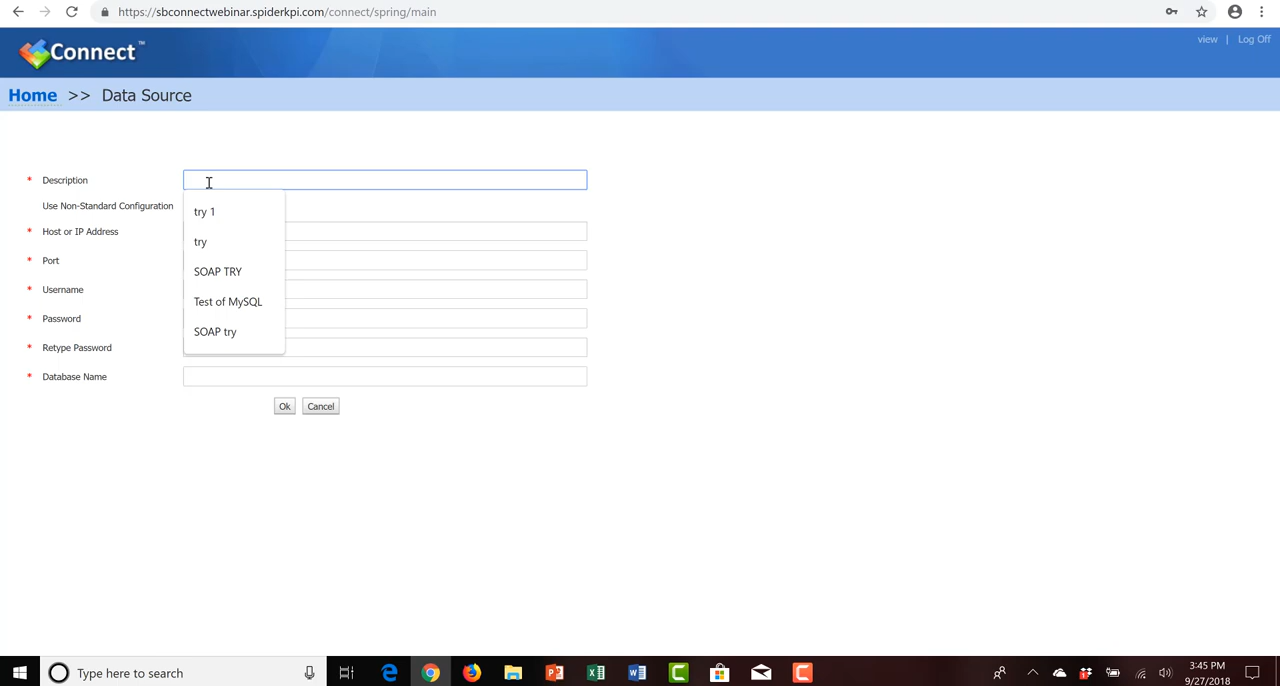 https://sbconnectwebinar.spiderkpi.com/connect/spring/main
Connect™
view | Log Off
Home >> Data Source
* Description
try 1
Use Non-Standard Configuration
* Host or IP Address
try
* Port
SOAP TRY
* Username
Test of MySQL
* Password
SOAP try
* Retype Password
* Database Name
Ok Cancel
Type here to search
3:45 PM
9/27/2018